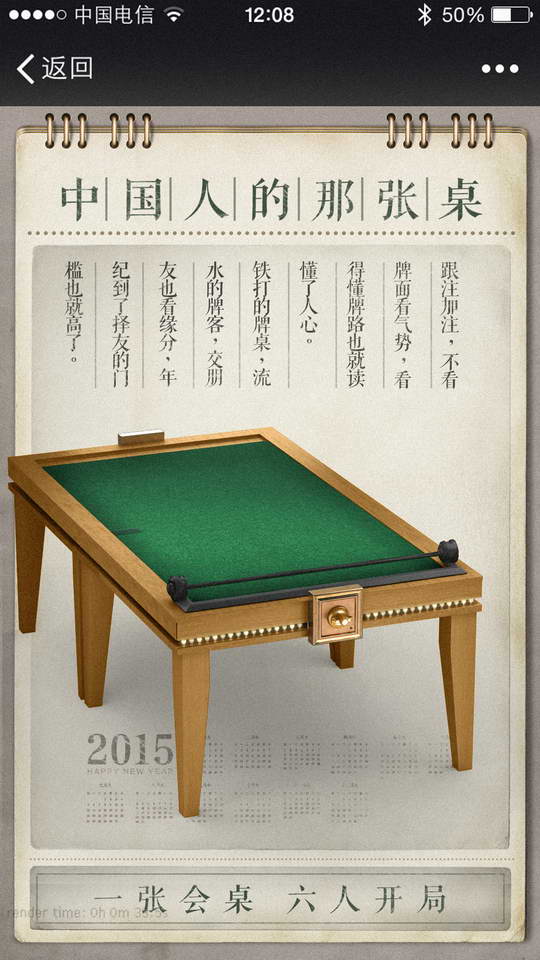 中国电信
12:08
50%
返回
中国人的那张桌
跟注加注，不看
牌面看气势，看
得懂牌路也就读
懂了人心。
铁打的牌桌，流
水的牌客，交朋
友也看缘分，年
纪到了择友的门
槛也就高了。
2015
HAPPY NEW YEAR
一张会桌 六人开局
render time: 0h 0m